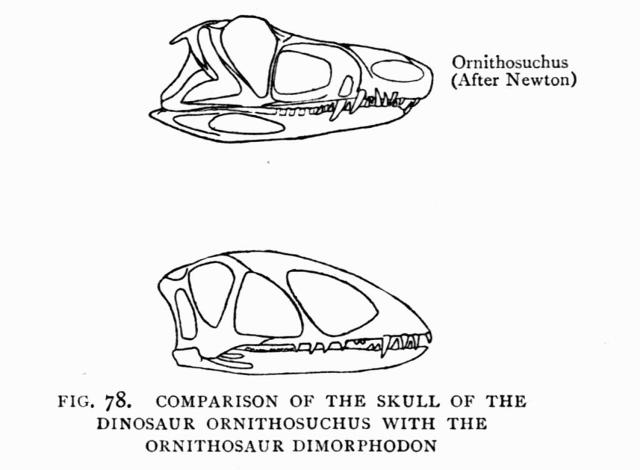 Ornithosuchus
(After Newton)
FIG. 78. COMPARISON OF THE SKULL OF THE
DINOSAUR ORNITHOSUCHUS WITH THE
ORNITHOSAUR DIMORPHODON